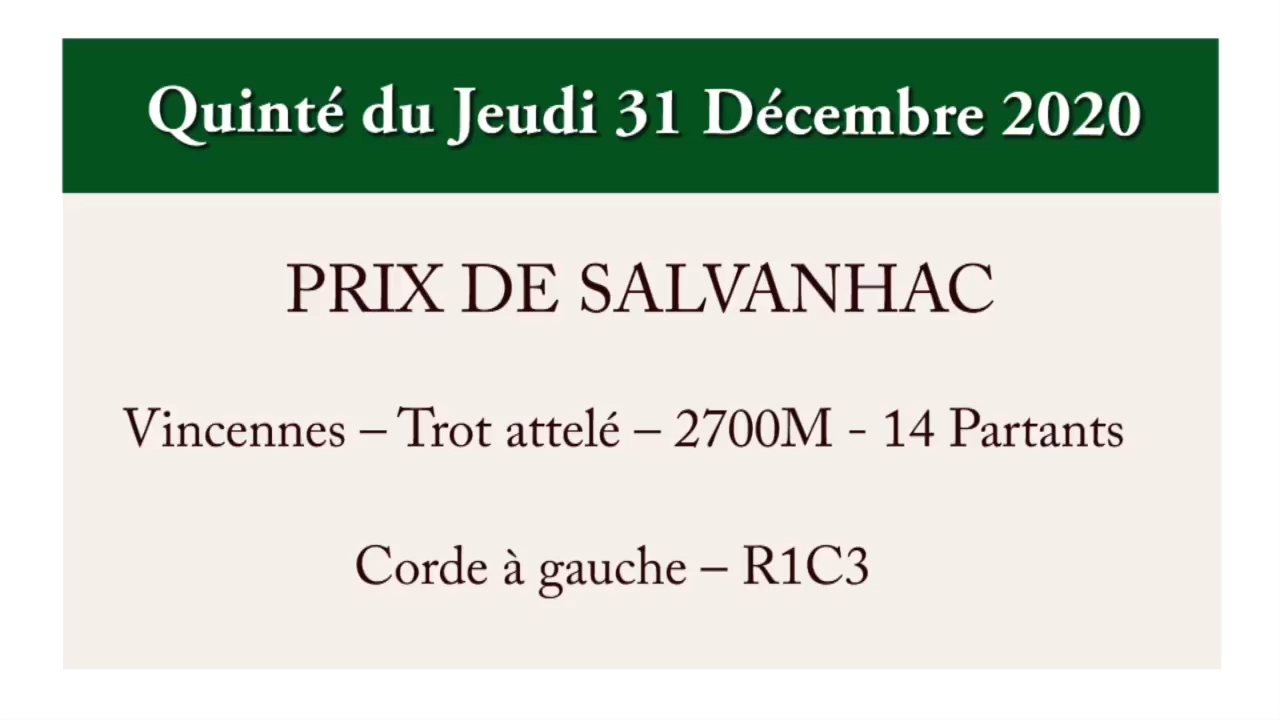 Quinté du Jeudi 31 Décembre 2020
PRIX DE SALVANHAC
Vincennes – Trot attelé – 2700M - 14 Partants
Corde à gauche – R1C3